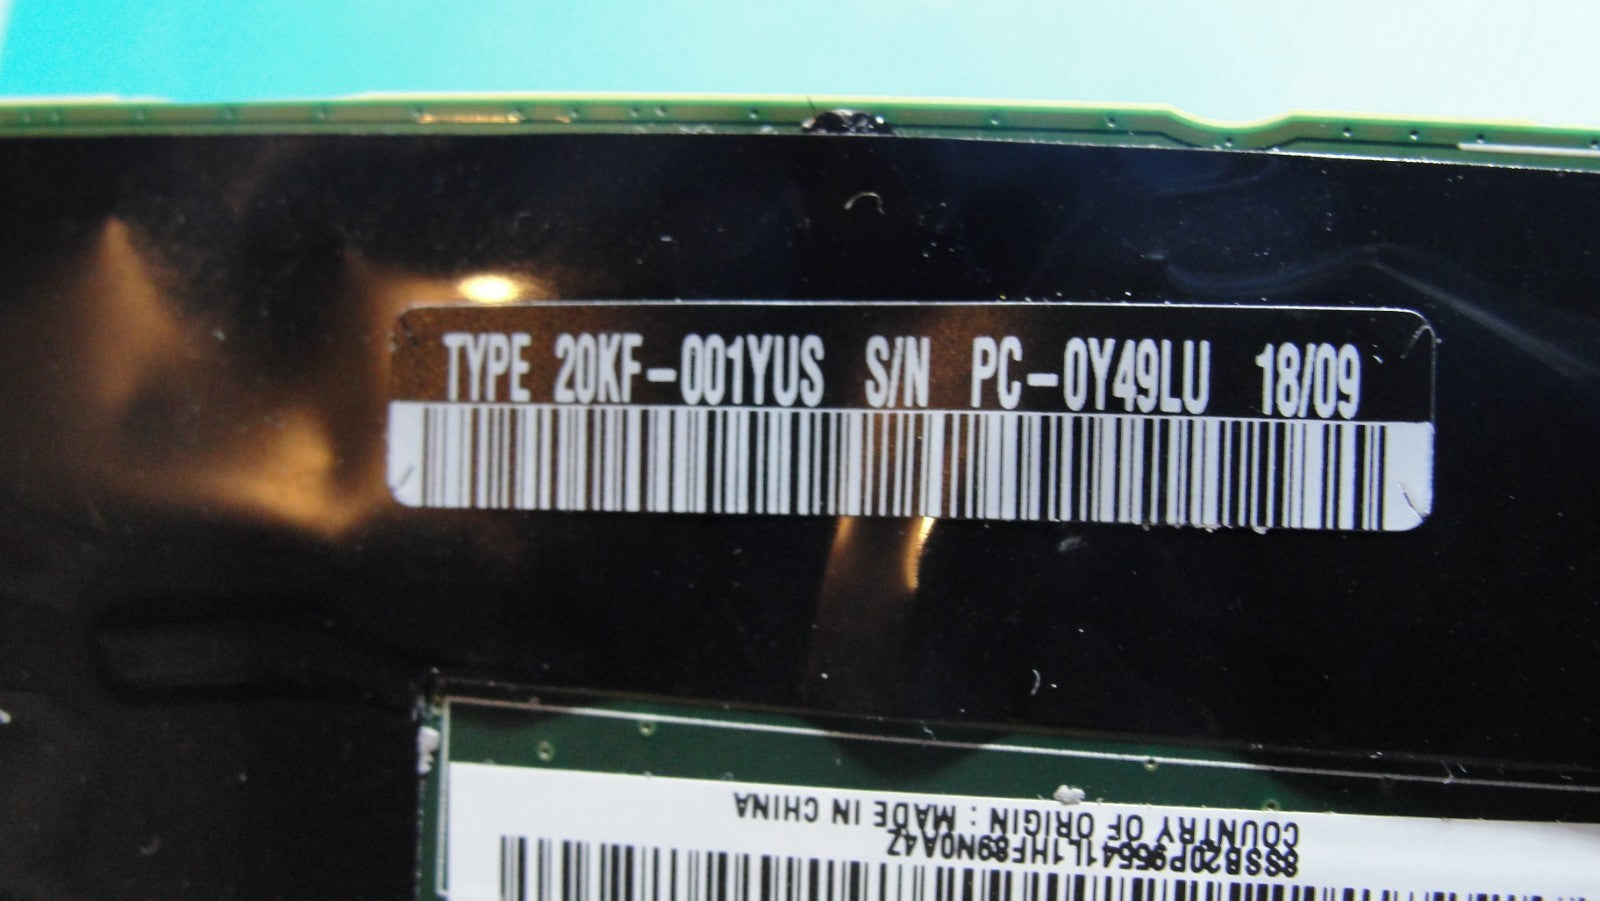 TYPE 20KF-001YUS S/N PC-0Y49LU 18/09
COUNTRY OF ORIGIN : MADE IN CHINA